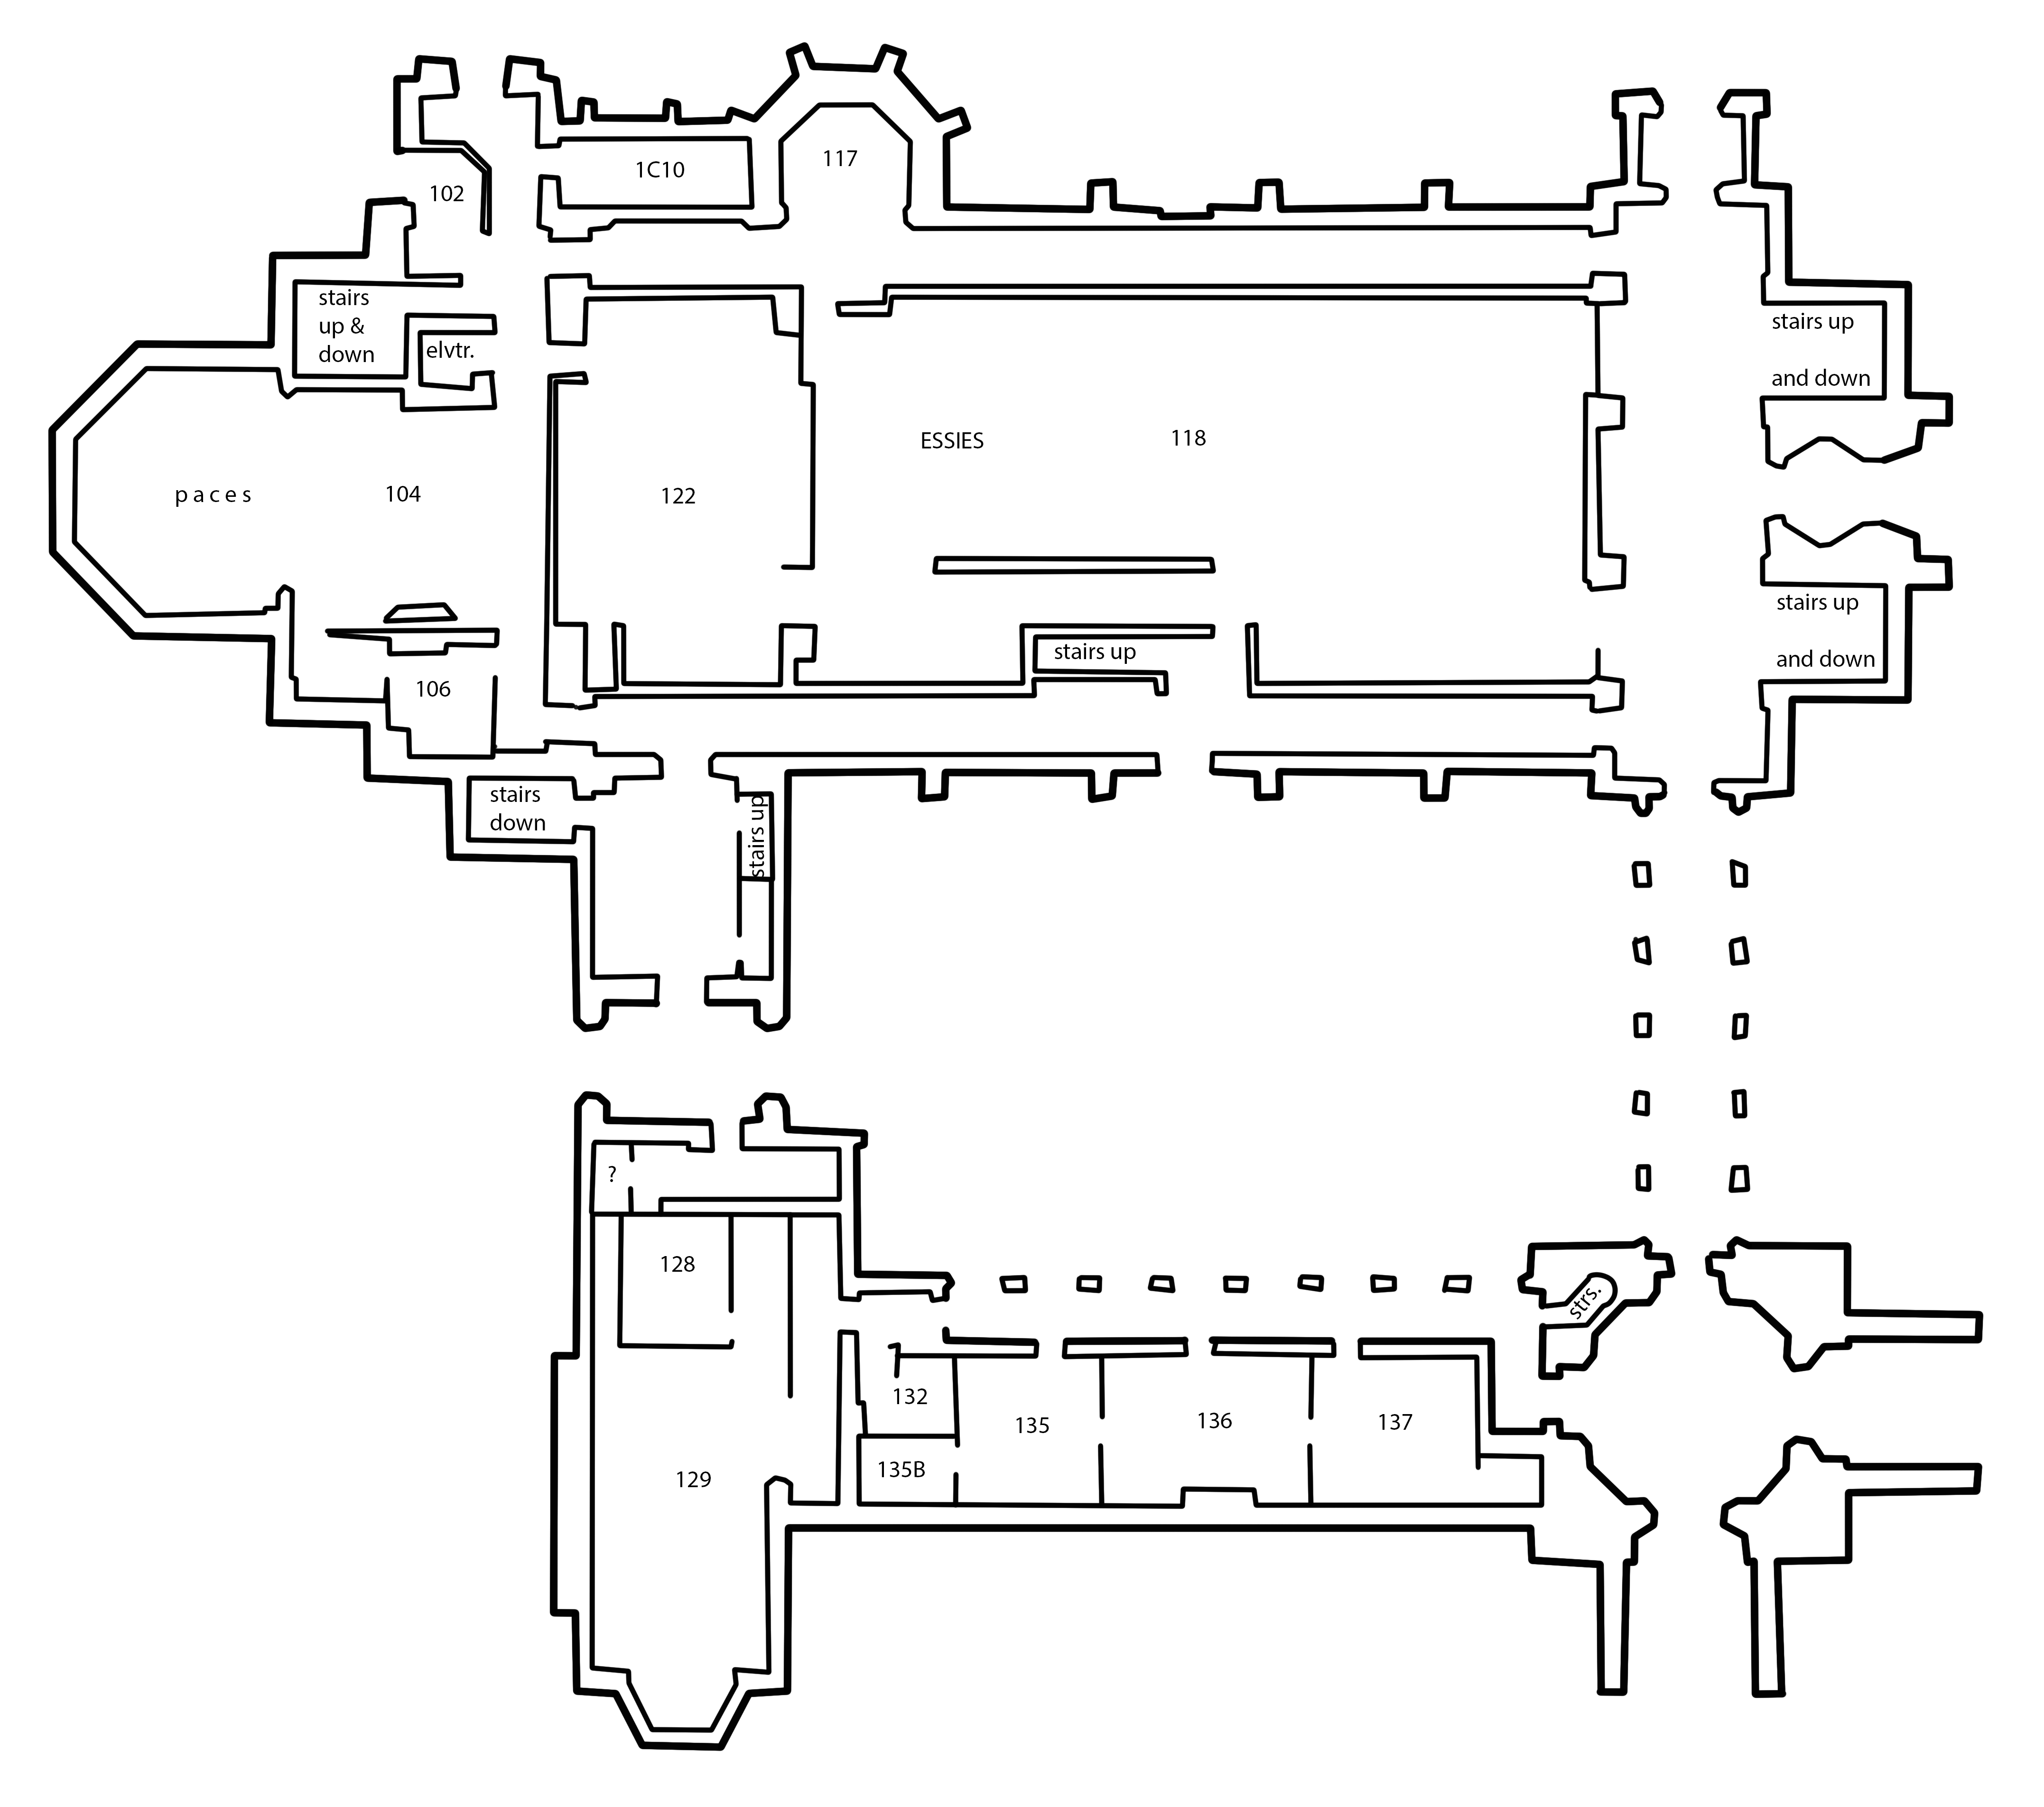 117
1C10
102
stairs
up &
down
elvtr.
stairs up
and down
ESSIES
118
paces
104
122
stairs up
and down
stairs up
106
stairs
down
stairs up
?
128
strs.
132
135
136
137
135B
129